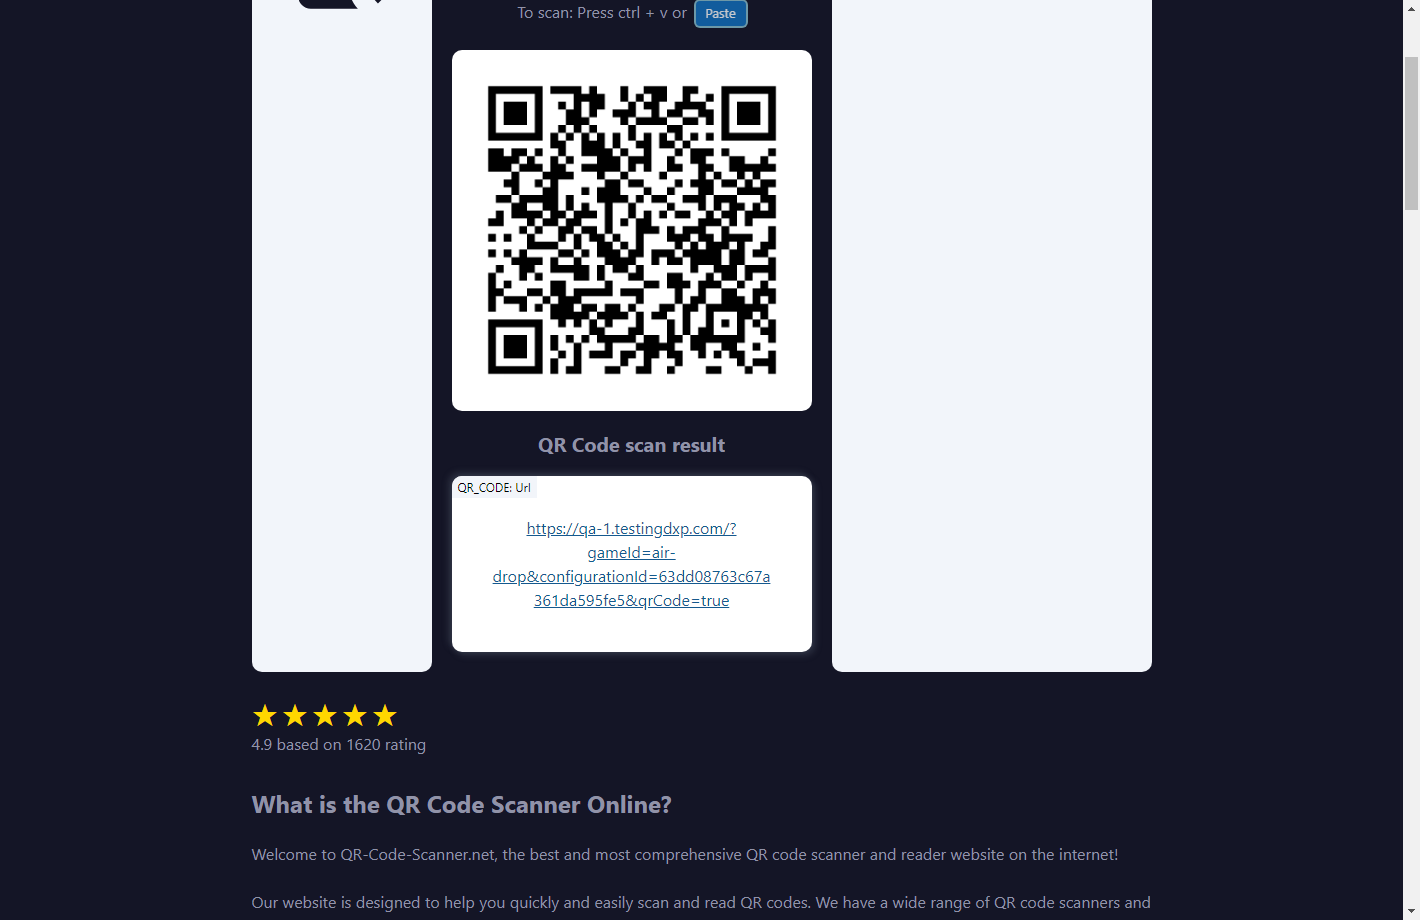 To scan: Press ctrl + v or Paste
QR Code scan result
QR_CODE: Url
https://qa-1.testingdxp.com/?
gameId=air-
drop&configurationId=63dd08763c67a
361da595fe5&qrCode=true
4.9 based on 1620 rating
What is the QR Code Scanner Online?
Welcome to QR-Code-Scanner.net, the best and most comprehensive QR code scanner and reader website on the internet!
Our website is designed to help you quickly and easily scan and read QR codes. We have a wide range of QR code scanners and